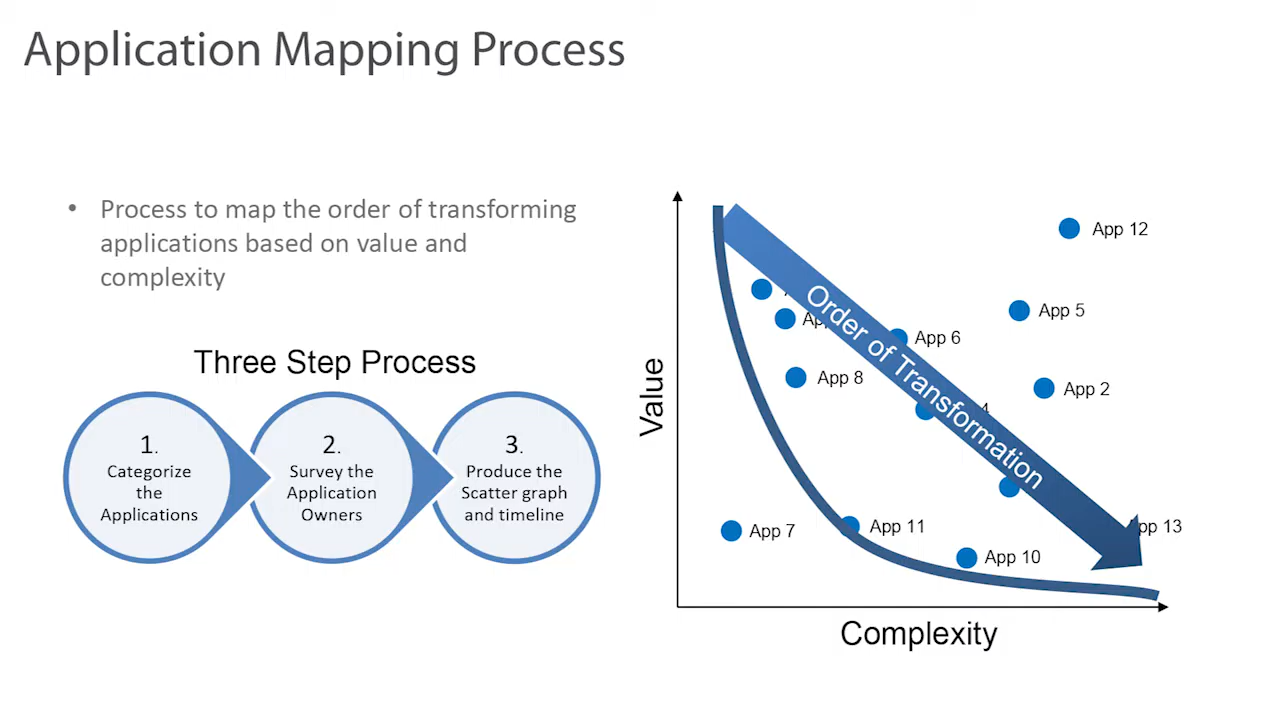 Application Mapping Process
• Process to map the order of transforming
applications based on value and
complexity
Three Step Process
1.
Categorize
the
Applications
2.
Survey the
Application
Owners
3.
Produce the
Scatter graph
and timeline
Value
Complexity
Order of Transformation
App 12
App 5
App 6
App 8
App 2
App 7
App 11
13
App 10